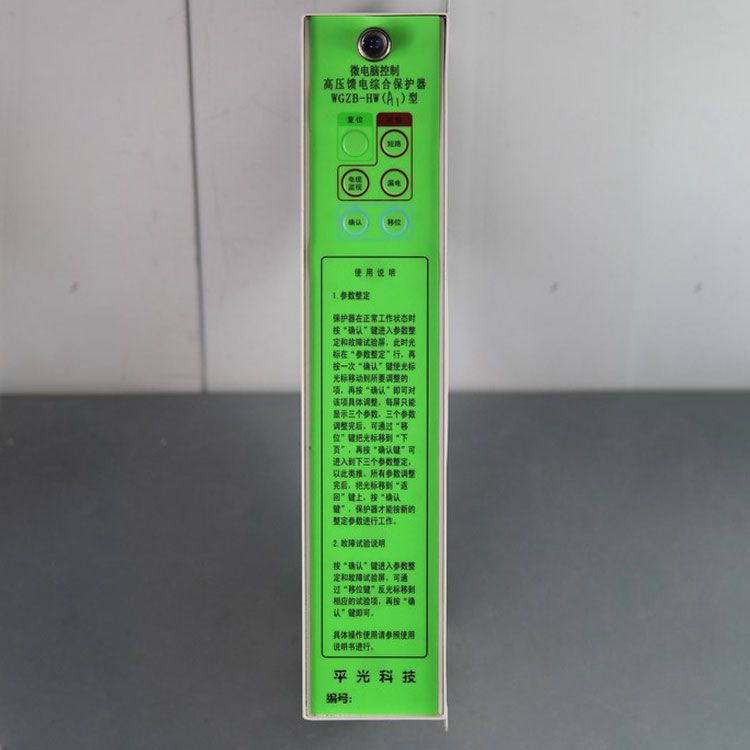 微电脑控制
高压馈电综合保护器
WGZB-HW(A1)型
复位
试验
短路
电缆
监视
漏电
确认
移位
使用说明
1.参数整定
保护器在正常工作状态时
按“确认”键进入参数整
定和故障试验屏，此时光
标在“参数整定”行，再
按一次“确认”键使光标
光标移动到所要调整的
项，再按“确认”即可对
该项具体调整，每屏只能
显示三个参数，三个参数
调整完后，可通过“移
位”键把光标移到“下
页”，再按“确认键”可
进入到下三个参数整定，
以此类推，所有参数调整
完后，把光标移到“返
回”键上，按“确认
键”，保护器才能按新的
整定参数进行工作。
2.故障试验说明
按“确认”键进入参数整
定和故障试验屏，可通
过“移位键”反光标移到
相应的试验项，再按“确
认”键即可。
具体操作使用请参照使用
说明书进行。
平光科技
编号: